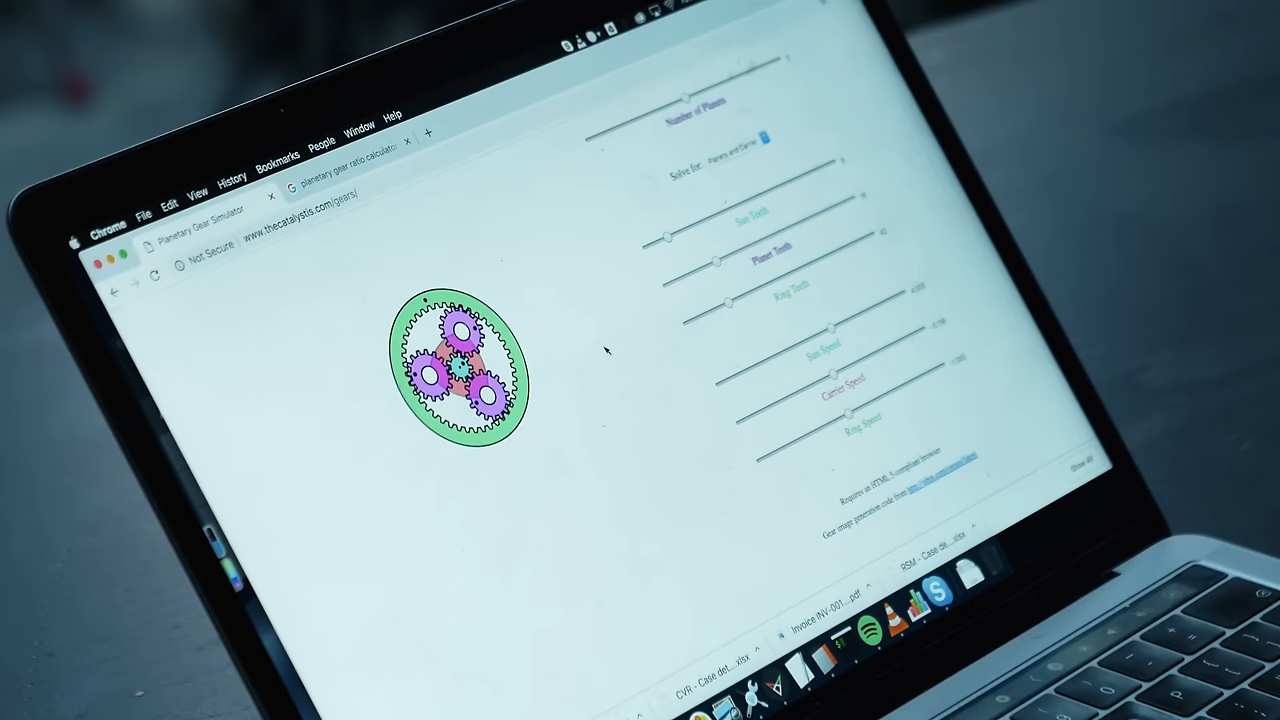 Chrome File Edit View History Bookmarks People Window Help
Planetary Gear Simulator
planetary gear ratio calculator
Not Secure www.thecatalystis.com/gears/
Number of Planets
Solve for: Planets and Carrier
Sun Teeth
Planet Teeth
Ring Teeth
Sun Speed
Carrier Speed
Ring Speed
Requires an HTML 5-compliant browser
Gear image generation code from
Show All
CVR - Case det....xlsx
Invoice INV-001....pdf
RSM - Case de....xlsx